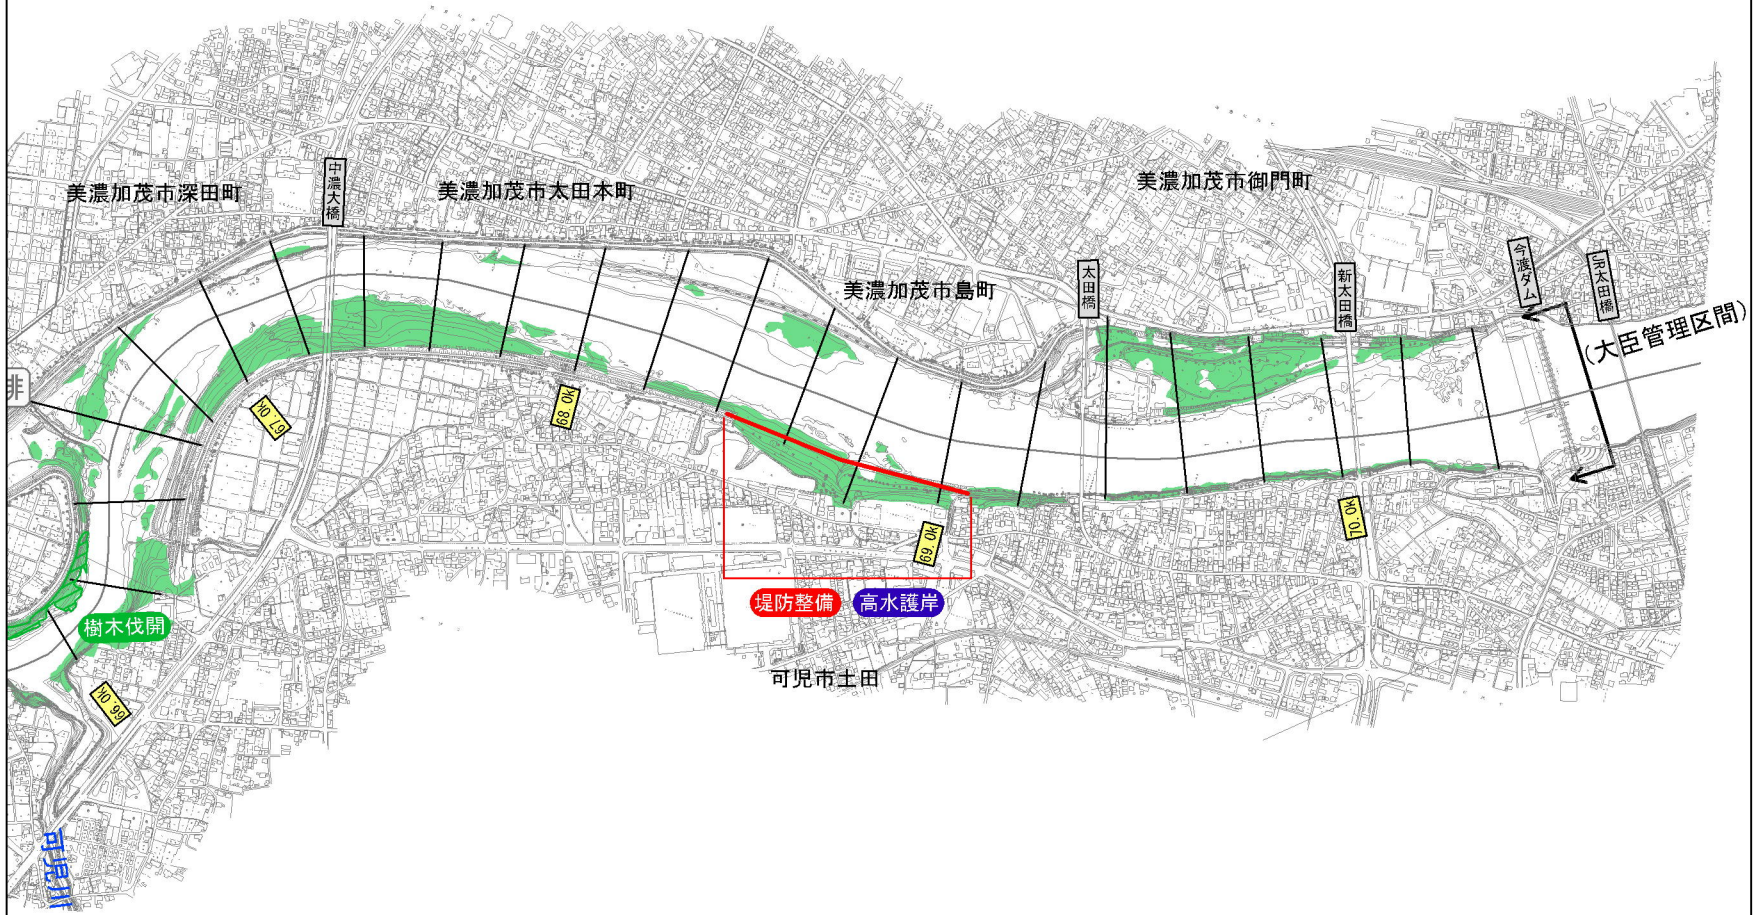 美濃加茂市深田町
中濃大橋
美濃加茂市太田本町
美濃加茂市島町
太田橋
美濃加茂市御門町
新太田橋
今渡ダム
JR太田橋
(大臣管理区間)
排
67.0k
68.0k
69.0k
70.0k
堤防整備
高水護岸
樹木伐開
可児市土田
66.0k
可児川